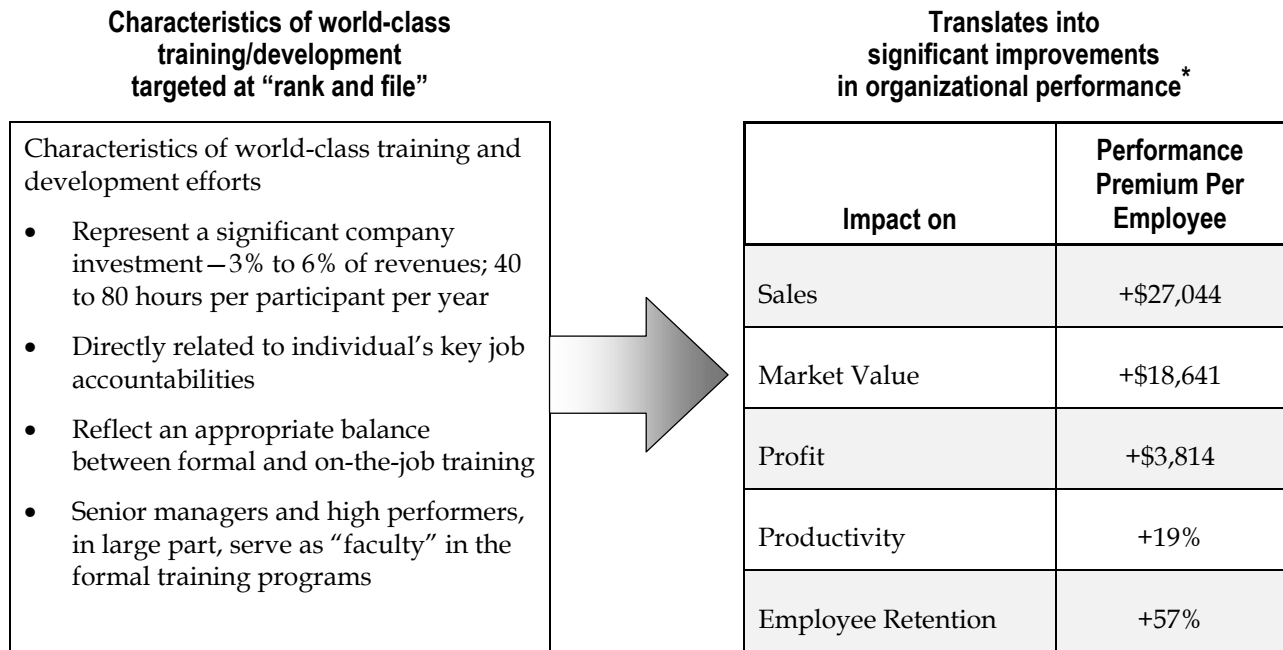 Characteristics of world-class
training/development
targeted at “rank and file”
Characteristics of world-class training and
development efforts
• Represent a significant company
investment—3% to 6% of revenues; 40
to 80 hours per participant per year
• Directly related to individual’s key job
accountabilities
• Reflect an appropriate balance
between formal and on-the-job training
• Senior managers and high performers,
in large part, serve as “faculty” in the
formal training programs
Translates into
significant improvements
in organizational performance*
Impact on
Performance
Premium Per
Employee
Sales +$27,044
Market Value +$18,641
Profit +$3,814
Productivity +19%
Employee Retention +57%